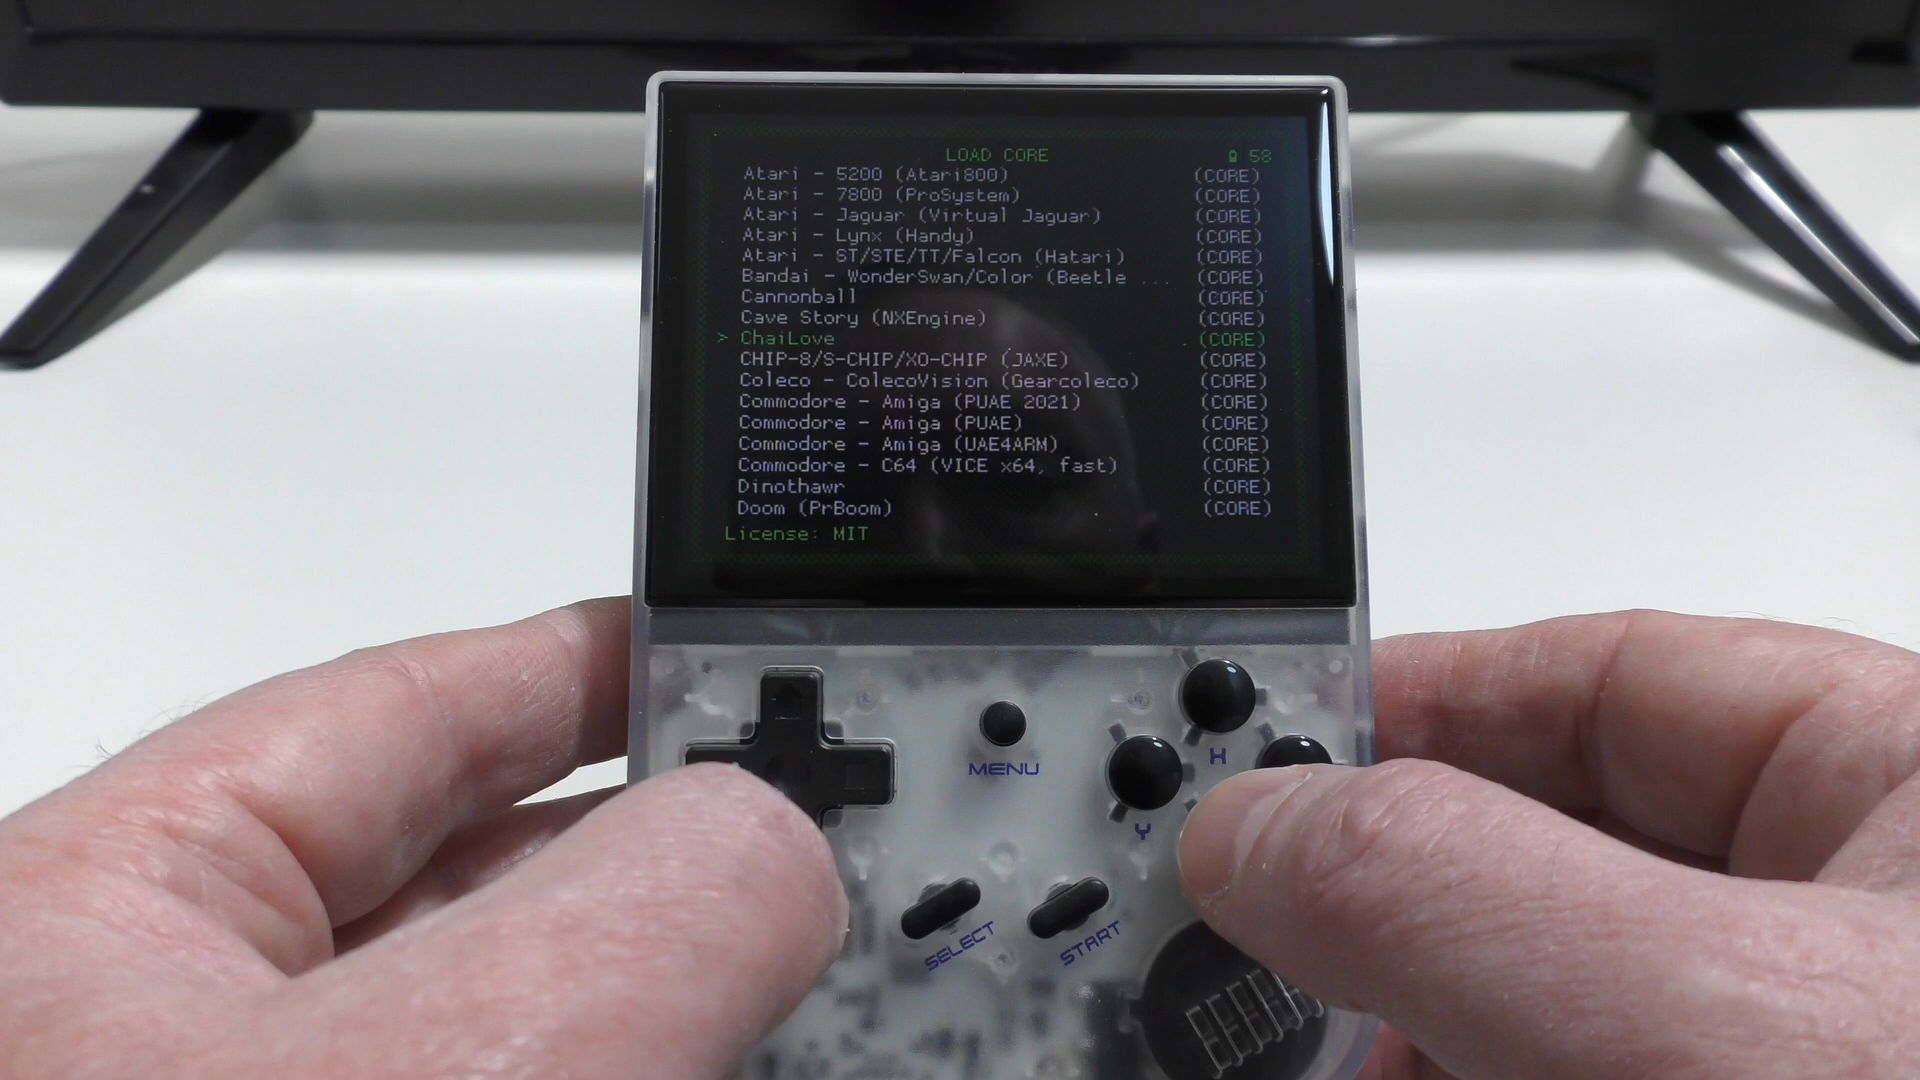 LOAD CORE 58
Atari - 5200 (Atari800) (CORE)
Atari - 7800 (ProSystem) (CORE)
Atari - Jaguar (Virtual Jaguar) (CORE)
Atari - Lynx (Handy) (CORE)
Atari - ST/STE/TT/Falcon (Hatari) (CORE)
Bandai - WonderSwan/Color (Beetle ... (CORE)
Cannonball (CORE)
Cave Story (NXEngine) (CORE)
> ChaiLove (CORE)
CHIP-8/S-CHIP/XO-CHIP (JAXE) (CORE)
Coleco - ColecoVision (Gearcoleco) (CORE)
Commodore - Amiga (PUAE 2021) (CORE)
Commodore - Amiga (PUAE) (CORE)
Commodore - Amiga (UAE4ARM) (CORE)
Commodore - C64 (VICE x64, fast) (CORE)
Dinothawr (CORE)
Doom (PrBoom) (CORE)
License: MIT
X
MENU
Y
SELECT
START